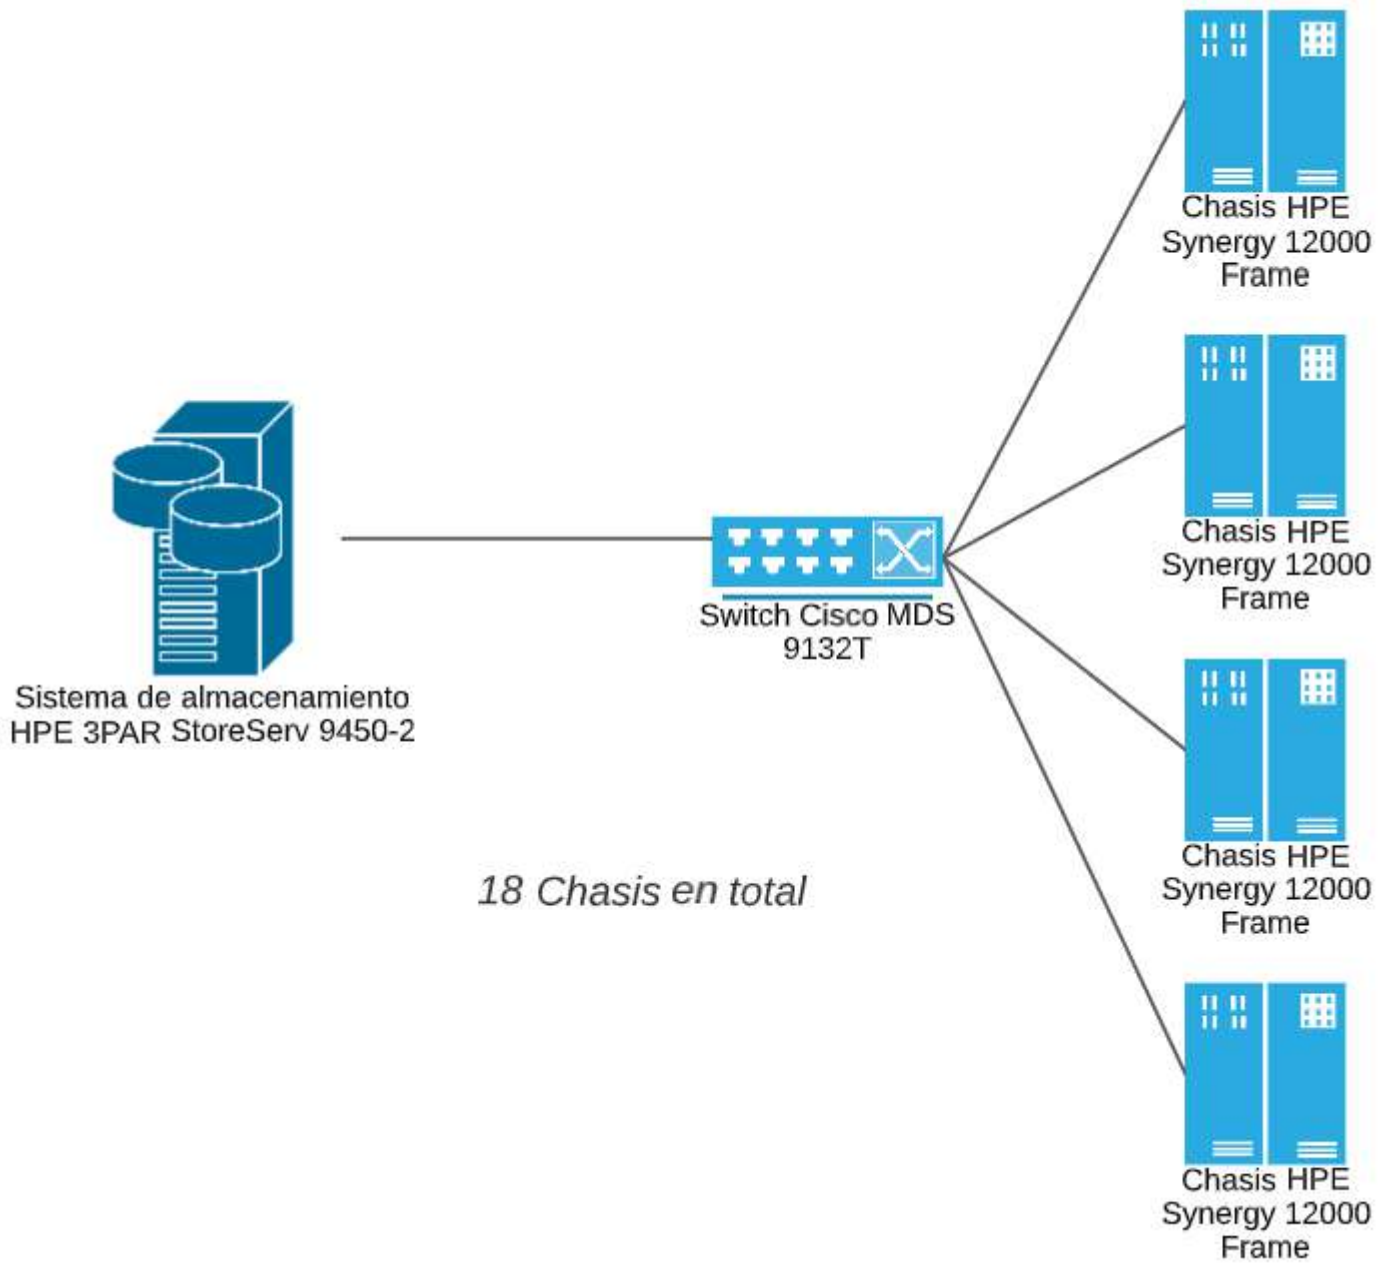 Chasis HPE
Synergy 12000
Frame
Chasis HPE
Synergy 12000
Frame
Switch Cisco MDS
9132T
Sistema de almacenamiento
HPE 3PAR StoreServ 9450-2
Chasis HPE
Synergy 12000
Frame
18 Chasis en total
Chasis HPE
Synergy 12000
Frame